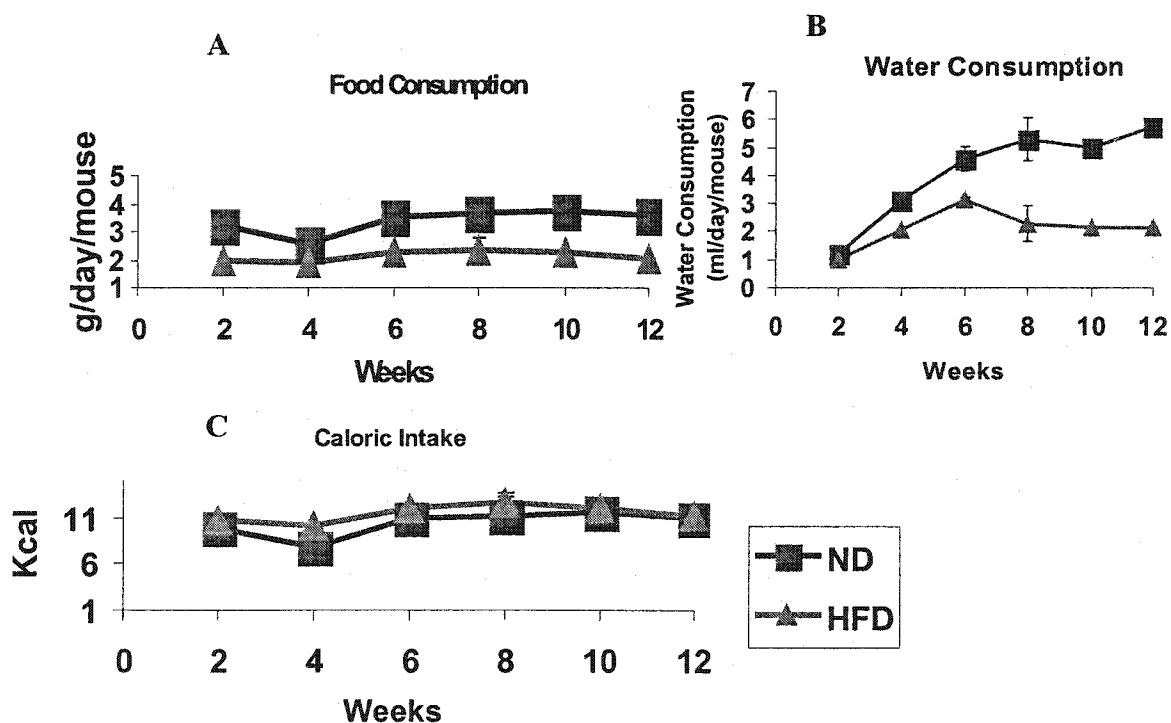 A
Food Consumption
g/day/mouse
5
4
3
2
1
0 2 4 6 8 10 12
Weeks
B
Water Consumption
Water Consumption
(ml/day/mouse)
7
6
5
4
3
2
1
0
0 2 4 6 8 10 12
Weeks
C
Caloric Intake
Kcal
11
6
1
0 2 4 6 8 10 12
Weeks
ND
HFD